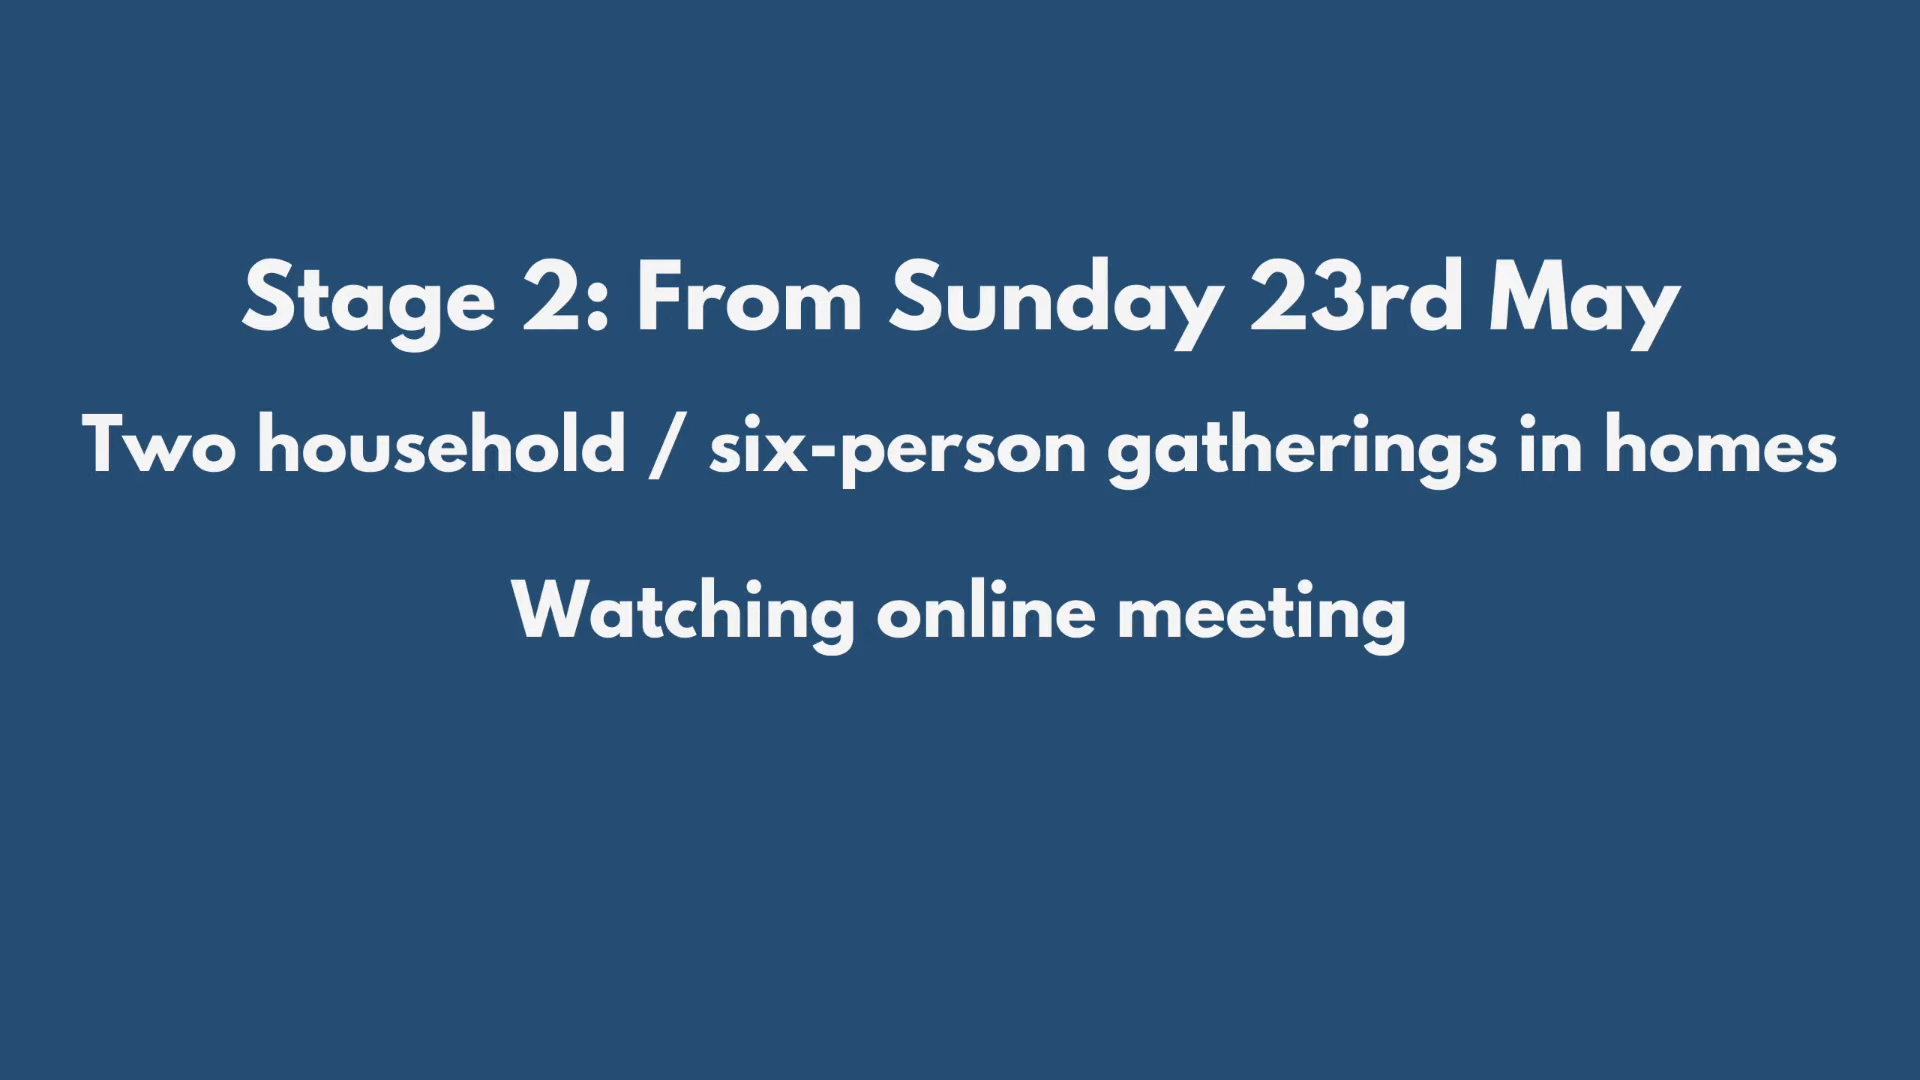 Stage 2: From Sunday 23rd May
Two household / six-person gatherings in homes
Watching online meeting